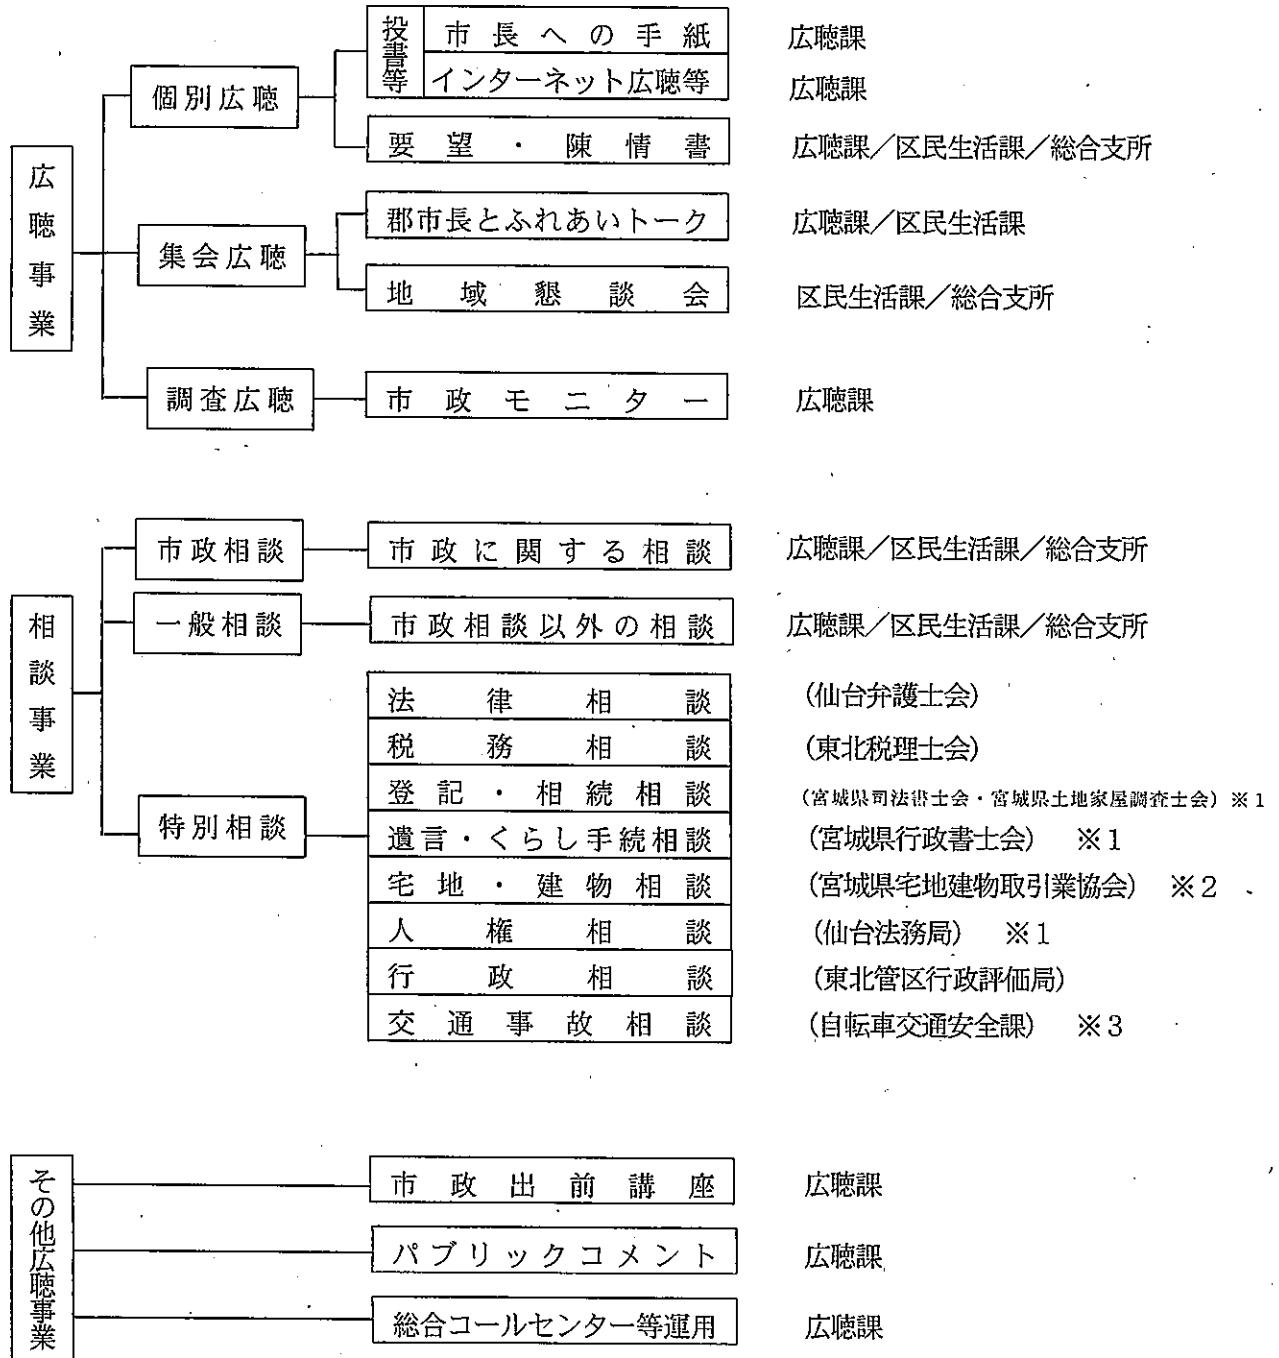 広聴事業
個別広聴
投書等
市長への手紙 広聴課
インターネット広聴等 広聴課
要望・陳情書 広聴課／区民生活課／総合支所
集会広聴
郡市長とふれあいトーク 広聴課／区民生活課
地域懇談会 区民生活課／総合支所
調査広聴
市政モニター 広聴課
相談事業
市政相談 市政に関する相談 広聴課／区民生活課／総合支所
一般相談 市政相談以外の相談 広聴課／区民生活課／総合支所
特別相談
法律相談 (仙台弁護士会)
税務相談 (東北税理士会)
登記・相続相談 (宮城県司法書士会・宮城県土地家屋調査士会) ※1
遺言・くらし手続相談 (宮城県行政書士会) ※1
宅地・建物相談 (宮城県宅地建物取引業協会) ※2
人権相談 (仙台法務局) ※1
行政相談 (東北管区行政評価局)
交通事故相談 (自転車交通安全課) ※3
その他広聴事業
市政出前講座 広聴課
パブリックコメント 広聴課
総合コールセンター等運用 広聴課